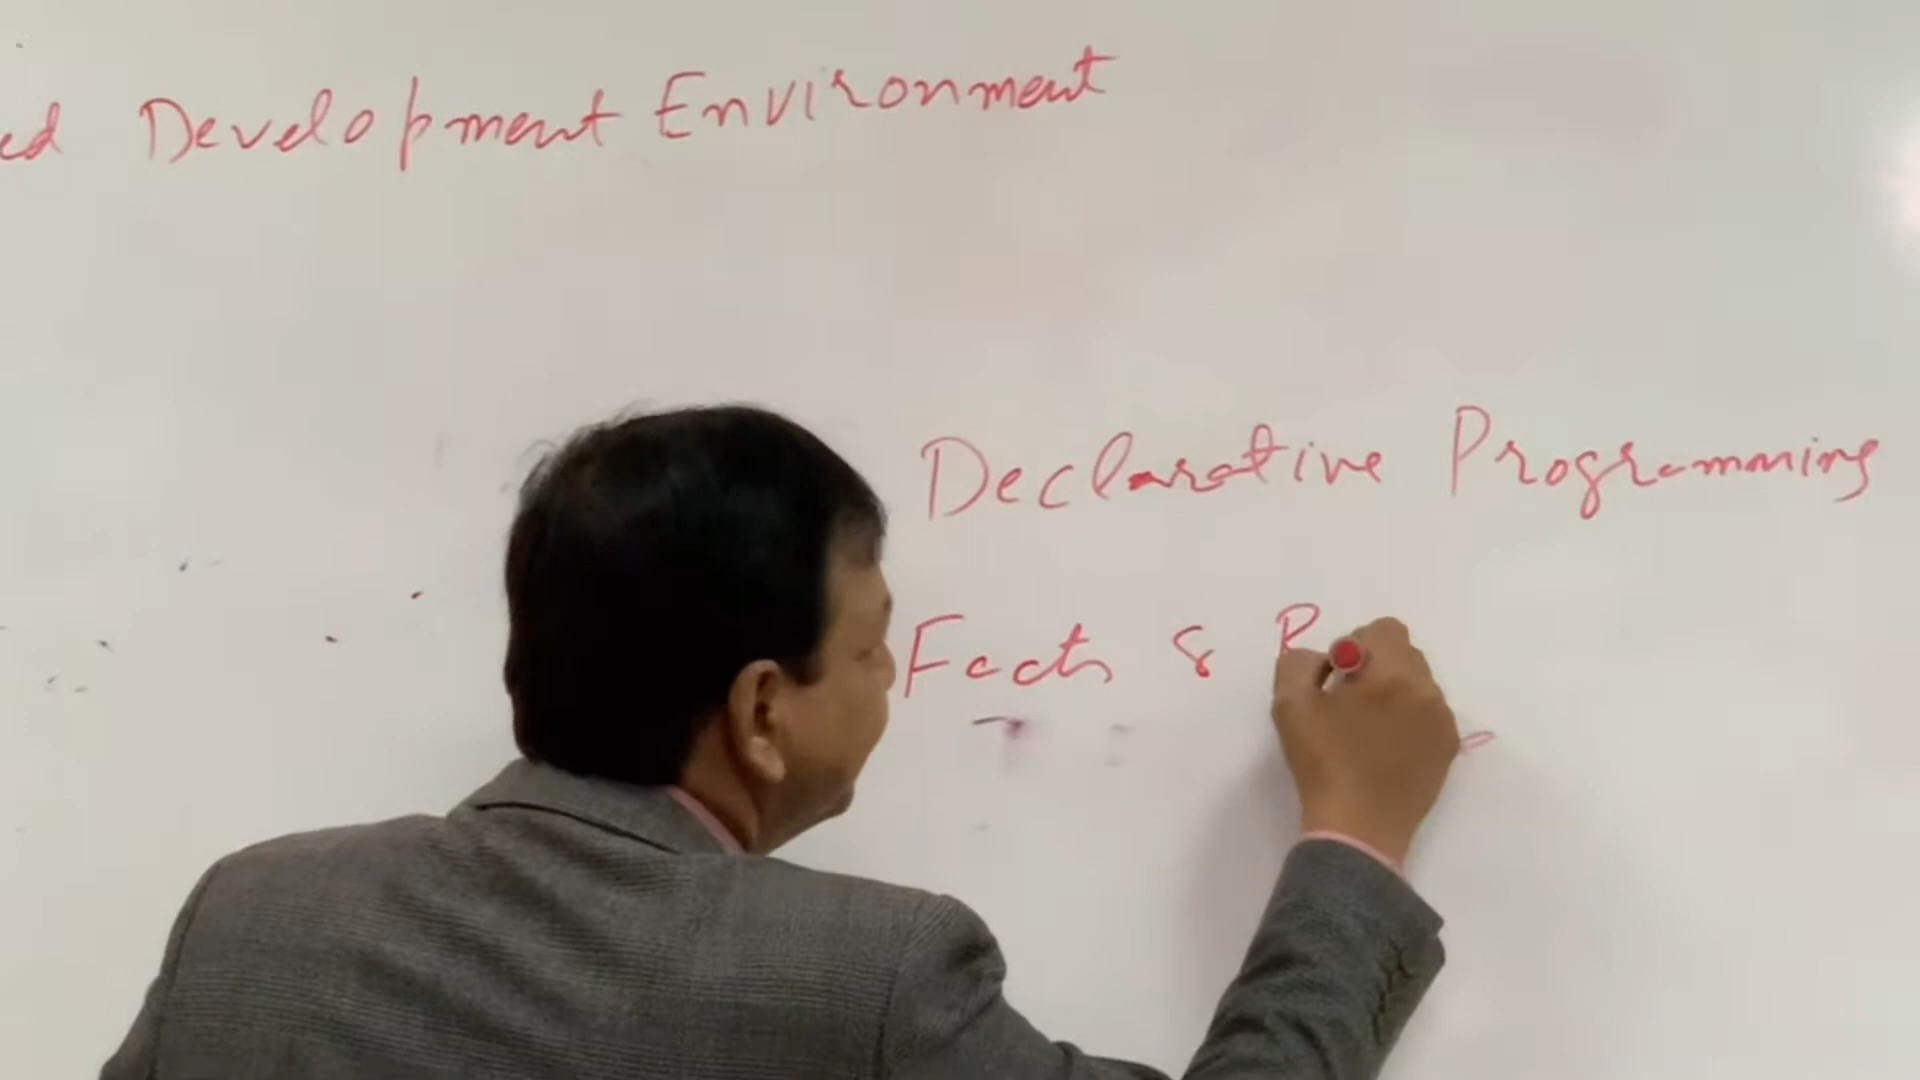 ed Development Environment
Declarative Programming
Facts & R